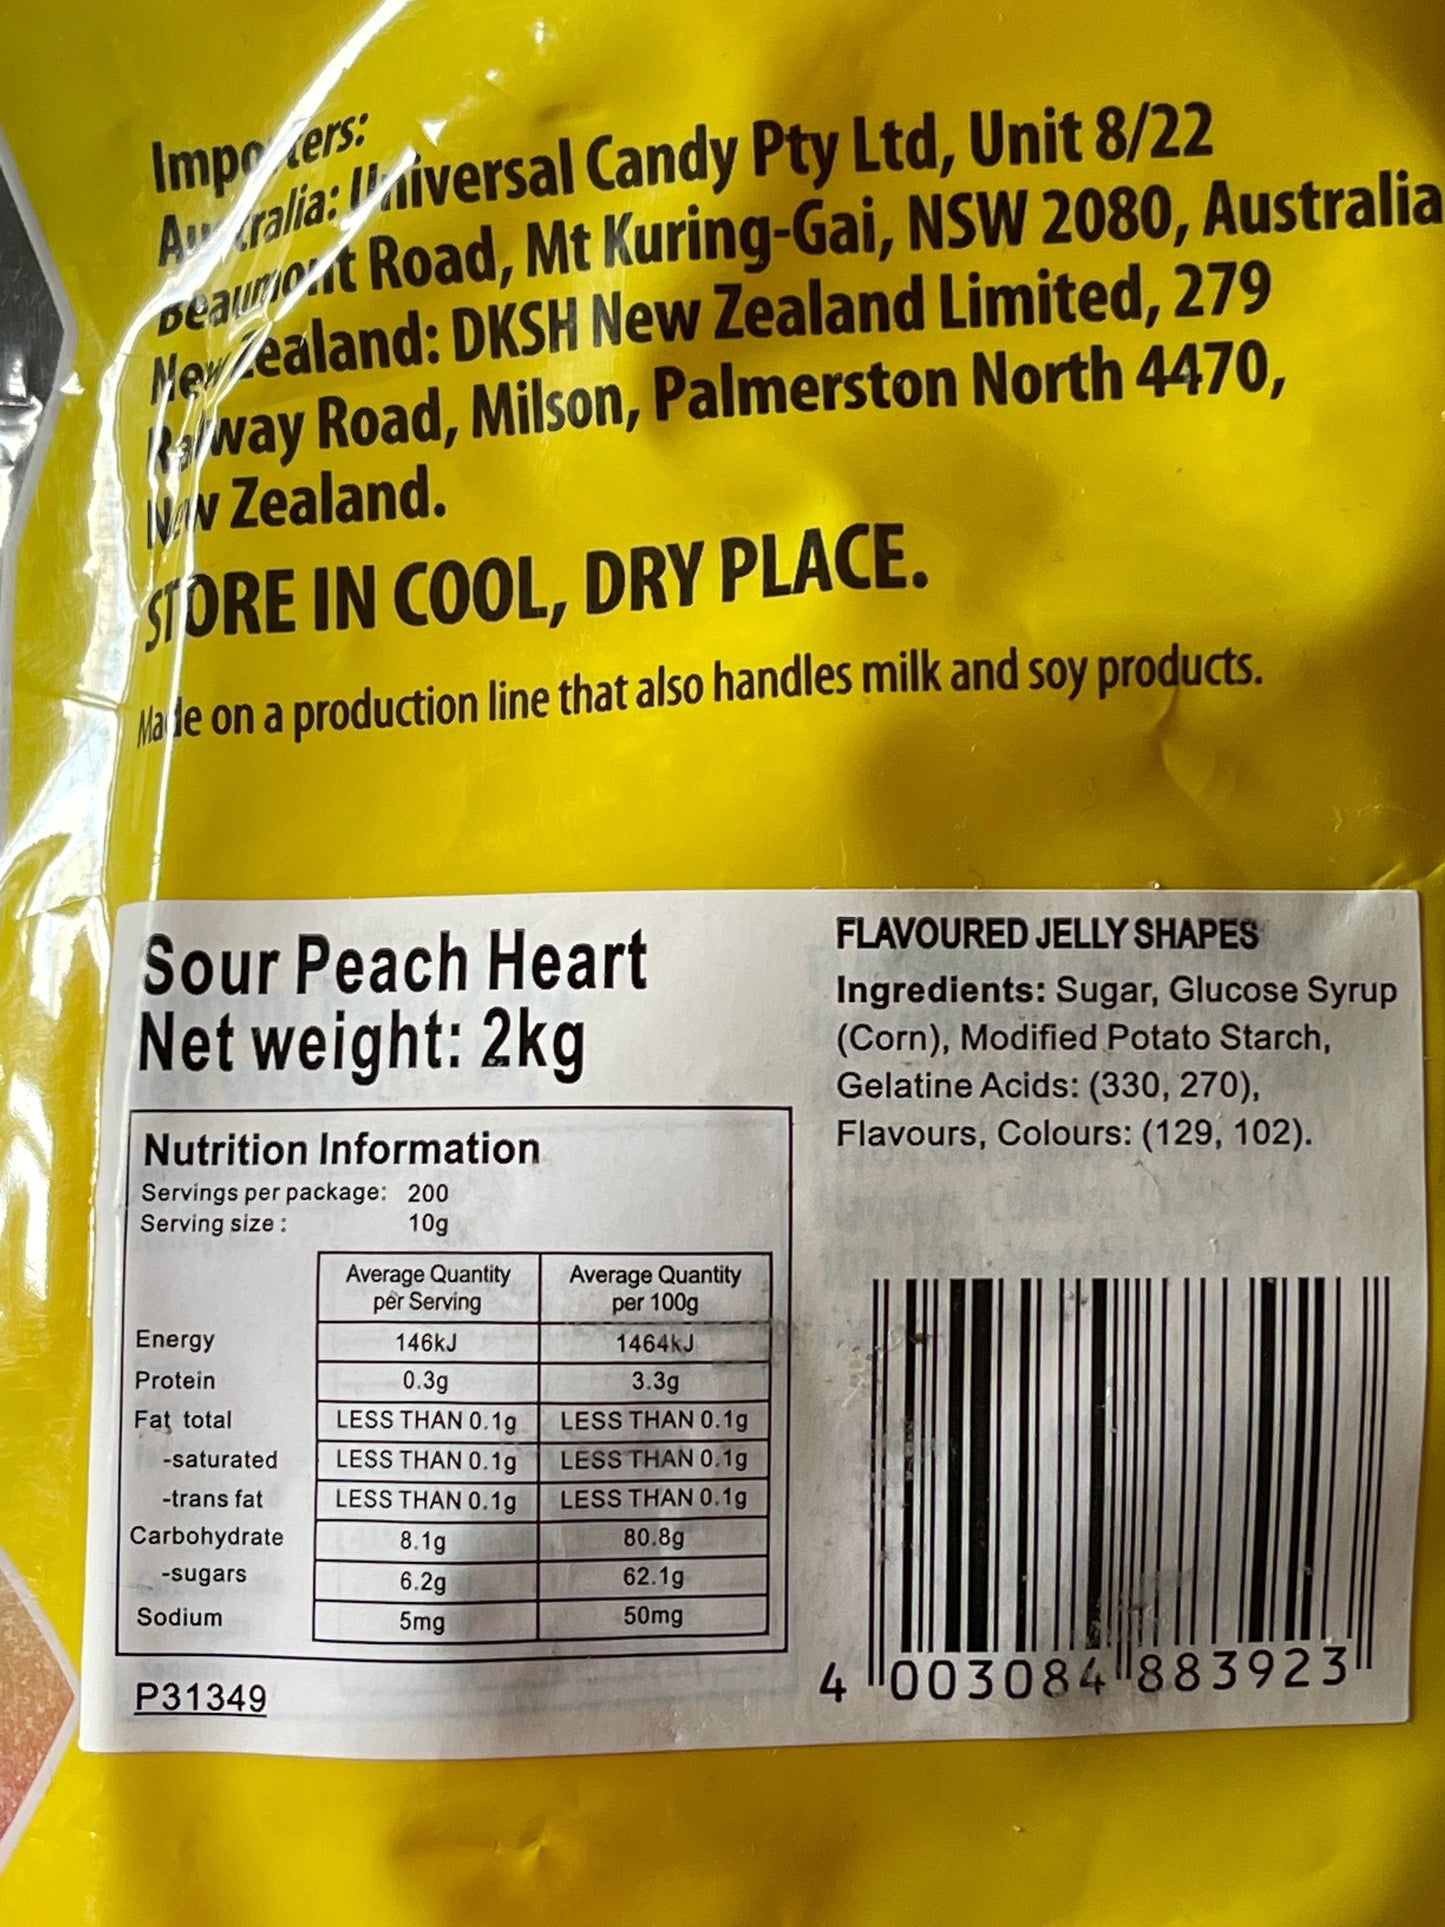 Importers:
Australia: Universal Candy Pty Ltd, Unit 8/22
Beaumont Road, Mt Kuring-Gai, NSW 2080, Australia
New Zealand: DKSH New Zealand Limited, 279
Railway Road, Milson, Palmerston North 4470,
New Zealand.
STORE IN COOL, DRY PLACE.
Made on a production line that also handles milk and soy products.
Sour Peach Heart
Net weight: 2kg
Nutrition Information
Servings per package: 200
Serving size : 10g
Average Quantity per Serving Average Quantity per 100g
Energy 146kJ 1464kJ
Protein 0.3g 3.3g
Fat total LESS THAN 0.1g LESS THAN 0.1g
-saturated LESS THAN 0.1g LESS THAN 0.1g
-trans fat LESS THAN 0.1g LESS THAN 0.1g
Carbohydrate 8.1g 80.8g
-sugars 6.2g 62.1g
Sodium 5mg 50mg
P31349
FLAVOURED JELLY SHAPES
Ingredients: Sugar, Glucose Syrup
(Corn), Modified Potato Starch,
Gelatine Acids: (330, 270),
Flavours, Colours: (129, 102).
4 003084 883923